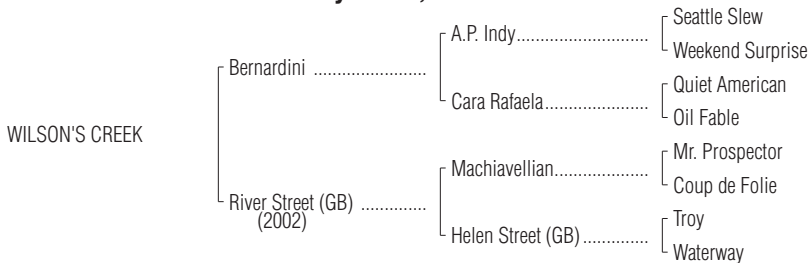 Seattle Slew
A.P. Indy
Weekend Surprise
Bernardini
Quiet American
Cara Rafaela
Oil Fable
WILSON'S CREEK
Mr. Prospector
Machiavellian
Coup de Folie
River Street (GB)
(2002)
Troy
Helen Street (GB)
Waterway